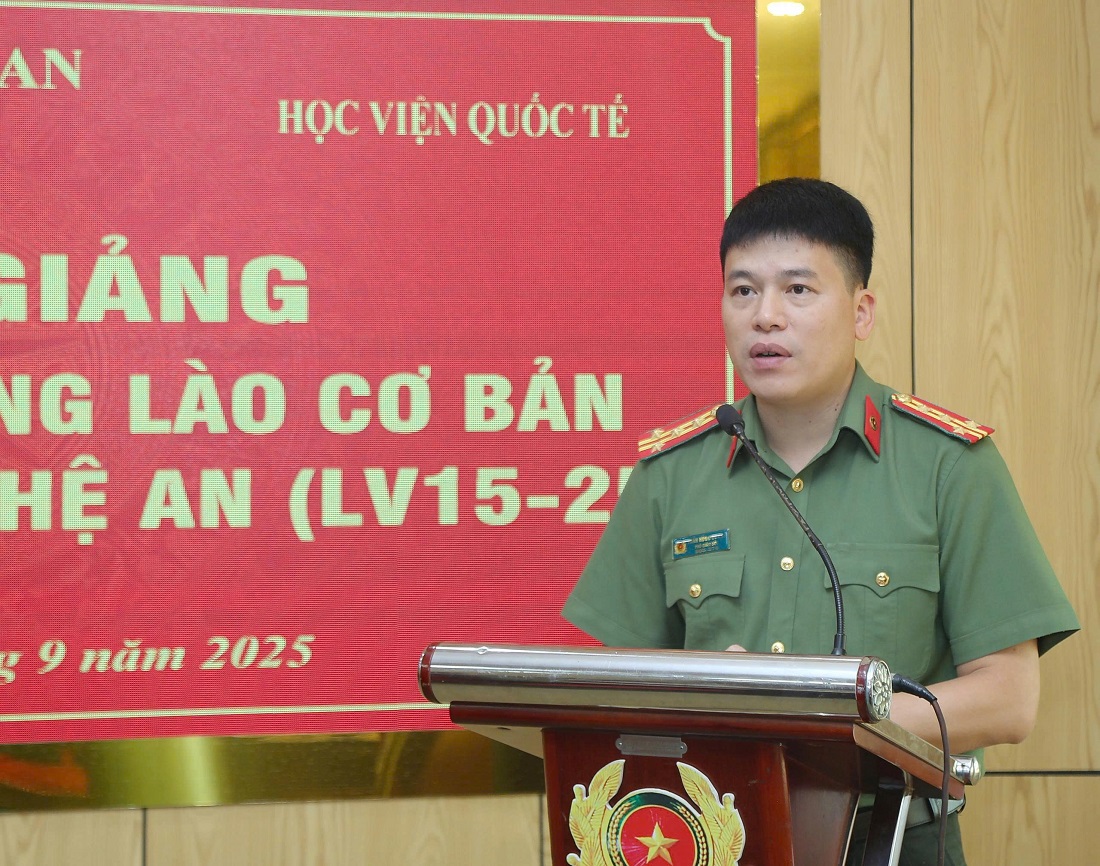 AN
HỌC VIỆN QUỐC TẾ
GIẢNG
NG LÀO CƠ BẢN
HỆ AN (LV15-2
g 9 năm 2025